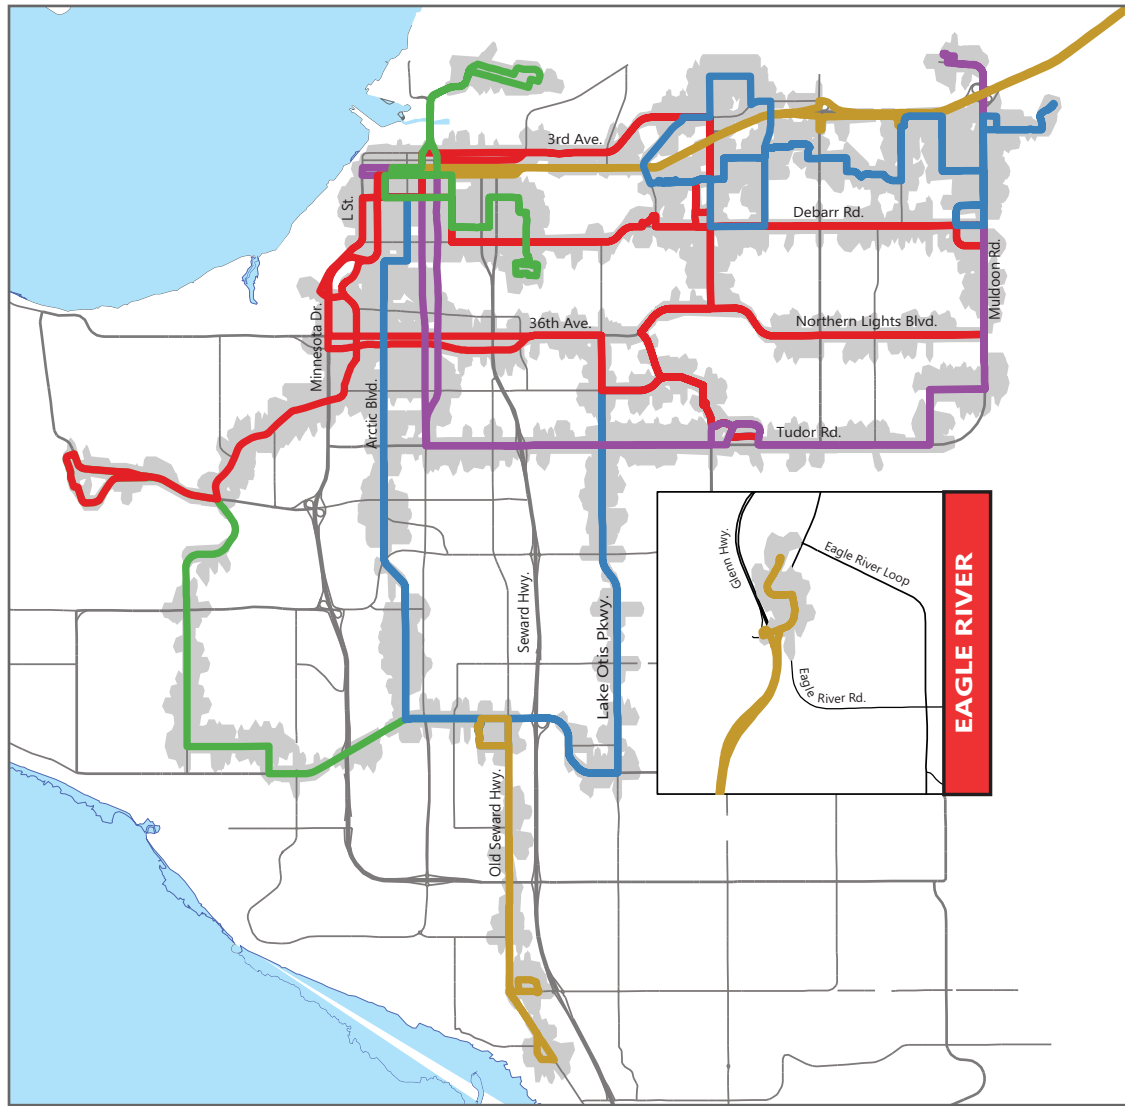 3rd Ave.
L St.
Debarr Rd.
Muldoon Rd.
Minnesota Dr.
36th Ave.
Northern Lights Blvd.
Arctic Blvd.
Tudor Rd.
Glenn Hwy.
Eagle River Loop
Seward Hwy.
Lake Otis Pkwy.
Eagle River Rd.
EAGLE RIVER
Old Seward Hwy.